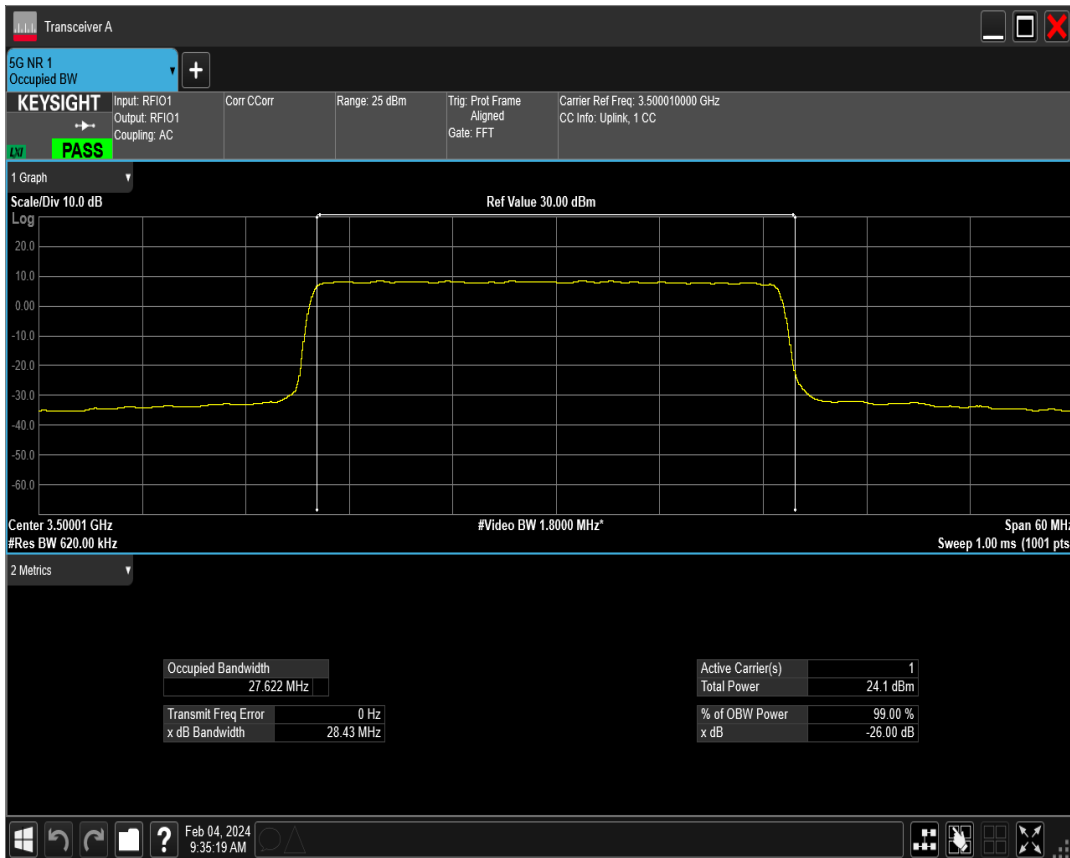 Transceiver A
5G NR 1
Occupied BW
+
KEYSIGHT
Input: RFIO1
Output: RFIO1
Coupling: AC
Corr CCorr
Range: 25 dBm
Trig: Prot Frame
Aligned
Gate: FFT
Carrier Ref Freq: 3.500010000 GHz
CC Info: Uplink, 1 CC
LXI
PASS
1 Graph
Scale/Div 10.0 dB
Ref Value 30.00 dBm
Log
20.0
10.0
0.00
-10.0
-20.0
-30.0
-40.0
-50.0
-60.0
Center 3.50001 GHz
#Video BW 1.8000 MHz*
Span 60 MHz
#Res BW 620.00 kHz
Sweep 1.00 ms (1001 pts
2 Metrics
Occupied Bandwidth
27.622 MHz
Transmit Freq Error 0 Hz
x dB Bandwidth 28.43 MHz
Active Carrier(s) 1
Total Power 24.1 dBm
% of OBW Power 99.00 %
x dB -26.00 dB
?
Feb 04, 2024
9:35:19 AM